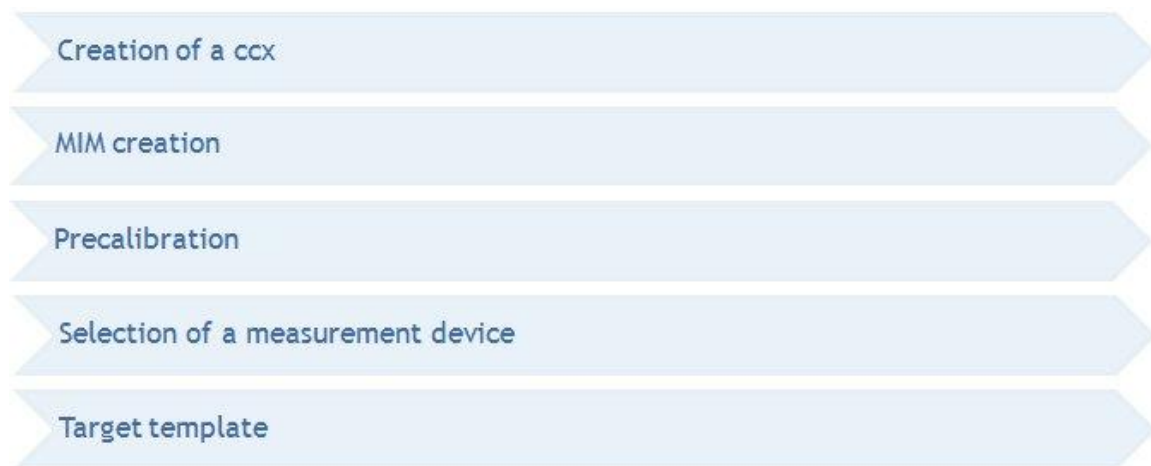 Creation of a ccx
MIM creation
Precalibration
Selection of a measurement device
Target template